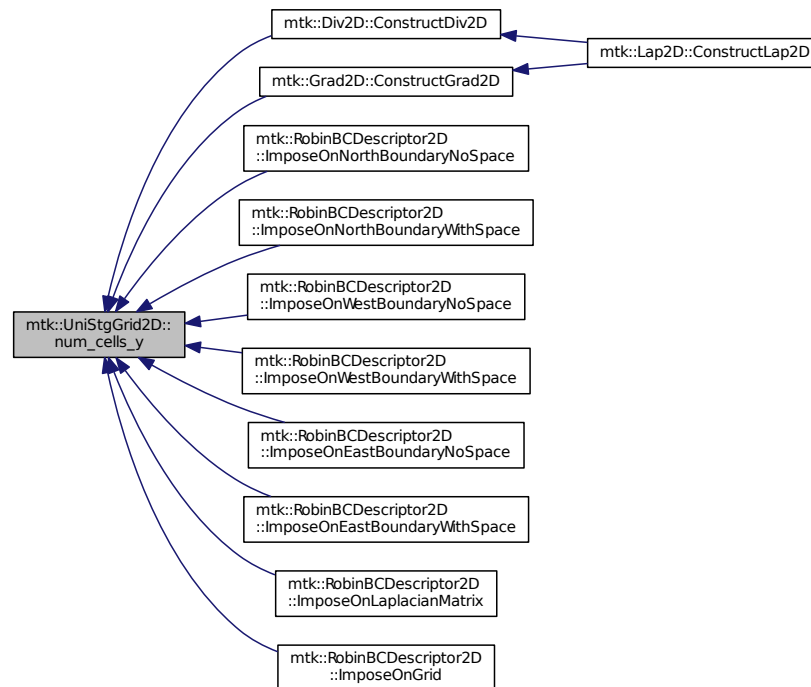 mtk::Div2D::ConstructDiv2D
mtk::Lap2D::ConstructLap2D
mtk::Grad2D::ConstructGrad2D
mtk::RobinBCDescriptor2D
::ImposeOnNorthBoundaryNoSpace
mtk::RobinBCDescriptor2D
::ImposeOnNorthBoundaryWithSpace
mtk::RobinBCDescriptor2D
::ImposeOnWestBoundaryNoSpace
mtk::UniStgGrid2D::
num_cells_y
mtk::RobinBCDescriptor2D
::ImposeOnWestBoundaryWithSpace
mtk::RobinBCDescriptor2D
::ImposeOnEastBoundaryNoSpace
mtk::RobinBCDescriptor2D
::ImposeOnEastBoundaryWithSpace
mtk::RobinBCDescriptor2D
::ImposeOnLaplacianMatrix
mtk::RobinBCDescriptor2D
::ImposeOnGrid